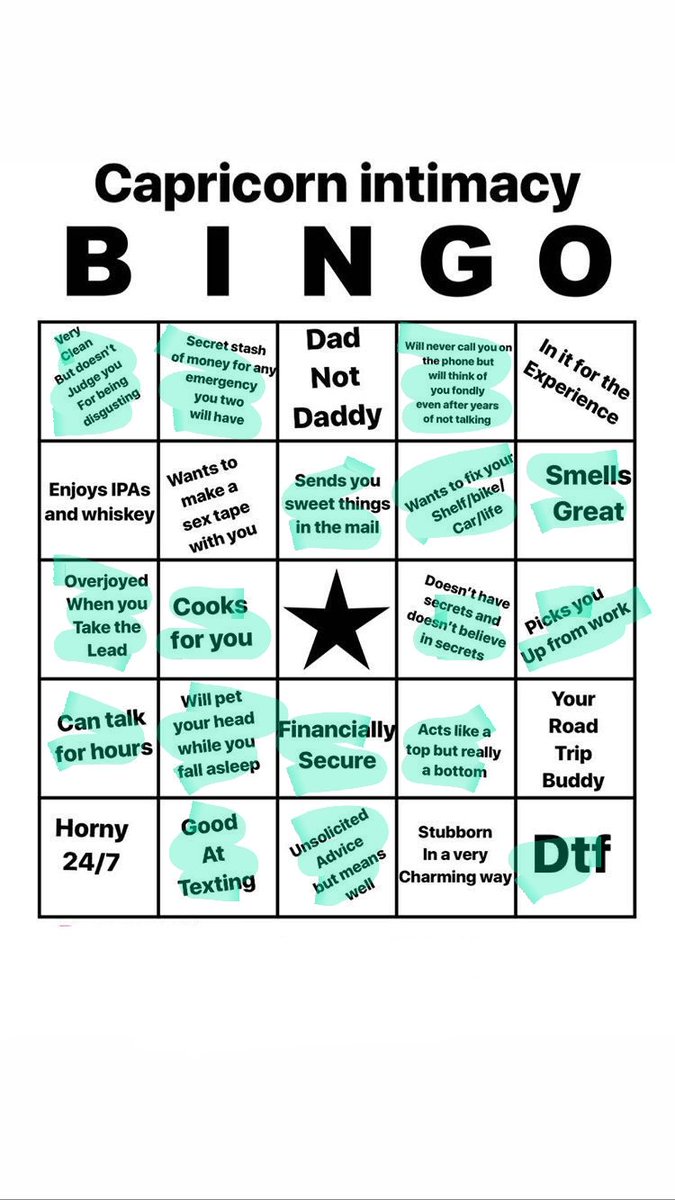 Capricorn intimacy
B I N G O
Very
Clean
But doesn't
Judge you
For being
disgusting
Secret stash
of money for any
emergency
you two
will have
Dad
Not
Daddy
Will never call you on
the phone but
will think of
you fondly
even after years
of not talking
In it for the
Experience
Enjoys IPAs
and whiskey
Wants to
make a
sex tape
with you
Sends you
sweet things
in the mail
Wants to fix your
Shelf/bike/
Car/life
Smells
Great
Overjoyed
When you
Take the
Lead
Cooks
for you
Doesn't have
secrets and
doesn't believe
in secrets
Picks you
Up from work
Can talk
for hours
Will pet
your head
while you
fall asleep
Financially
Secure
Acts like a
top but really
a bottom
Your
Road
Trip
Buddy
Horny
24/7
Good
At
Texting
Unsolicited
Advice
but means
well
Stubborn
In a very
Charming way
Dtf